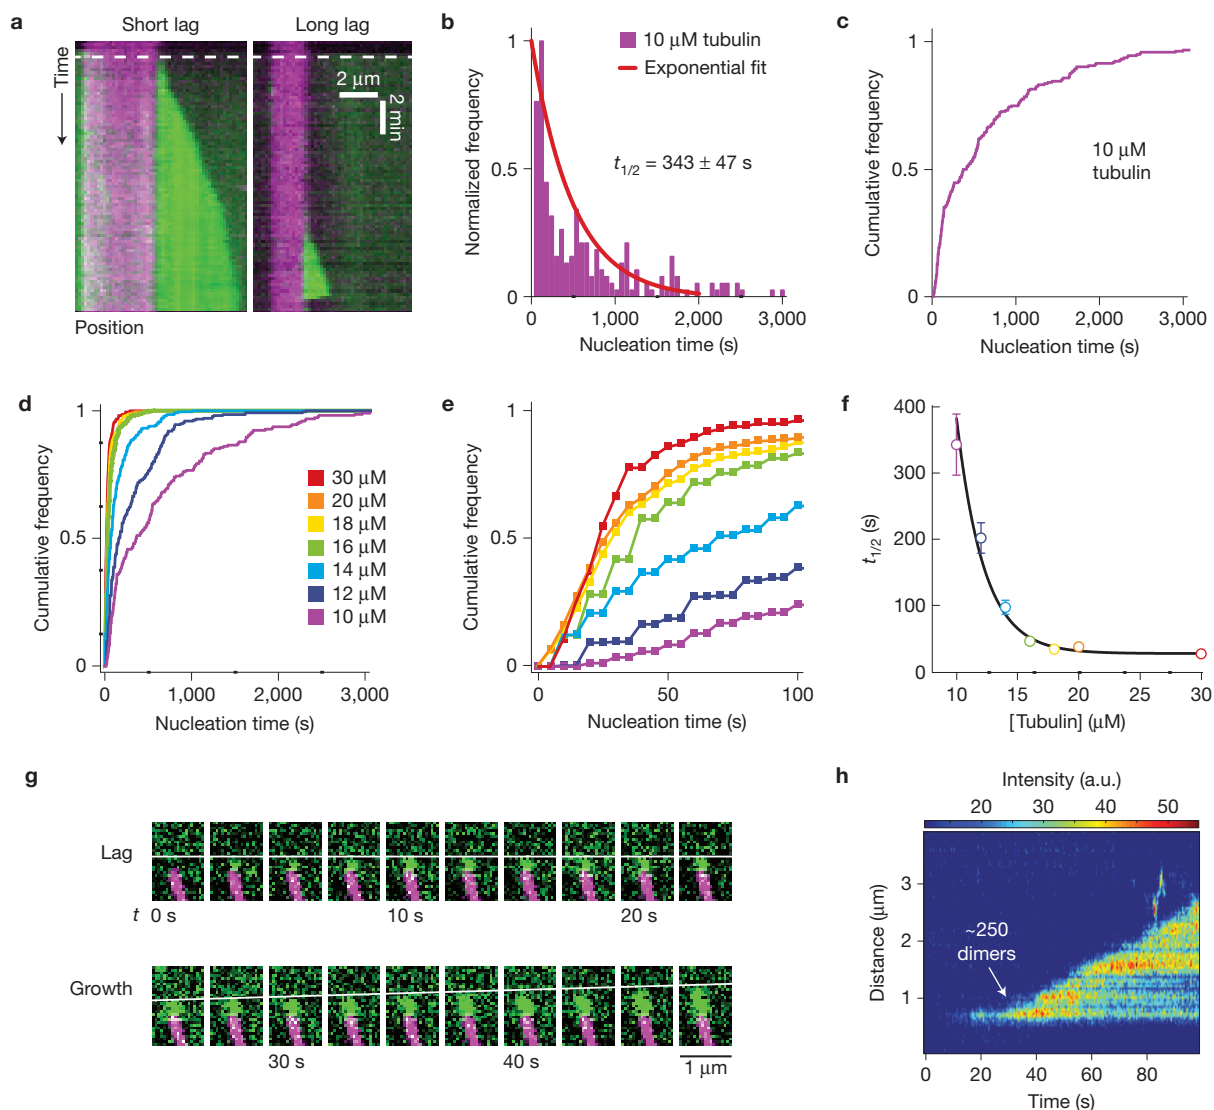 a
Short lag
Long lag
Time
2 μm
2 min
Position
b
Normalized frequency
1
0.5
0
10 μM tubulin
Exponential fit
t1/2 = 343 ± 47 s
0
1,000
2,000
3,000
Nucleation time (s)
c
Cumulative frequency
1
0.5
0
10 μM
tubulin
0
1,000
2,000
3,000
Nucleation time (s)
d
Cumulative frequency
1
0.5
0
30 μM
20 μM
18 μM
16 μM
14 μM
12 μM
10 μM
0
1,000
2,000
3,000
Nucleation time (s)
e
Cumulative frequency
1
0.5
0
0
50
100
Nucleation time (s)
f
t1/2 (s)
400
300
200
100
0
10
15
20
25
30
[Tubulin] (μM)
g
Lag
t
0 s
10 s
20 s
Growth
30 s
40 s
1 μm
h
Intensity (a.u.)
20
30
40
50
Distance (μm)
3
2
1
~250
dimers
0
20
40
60
80
Time (s)